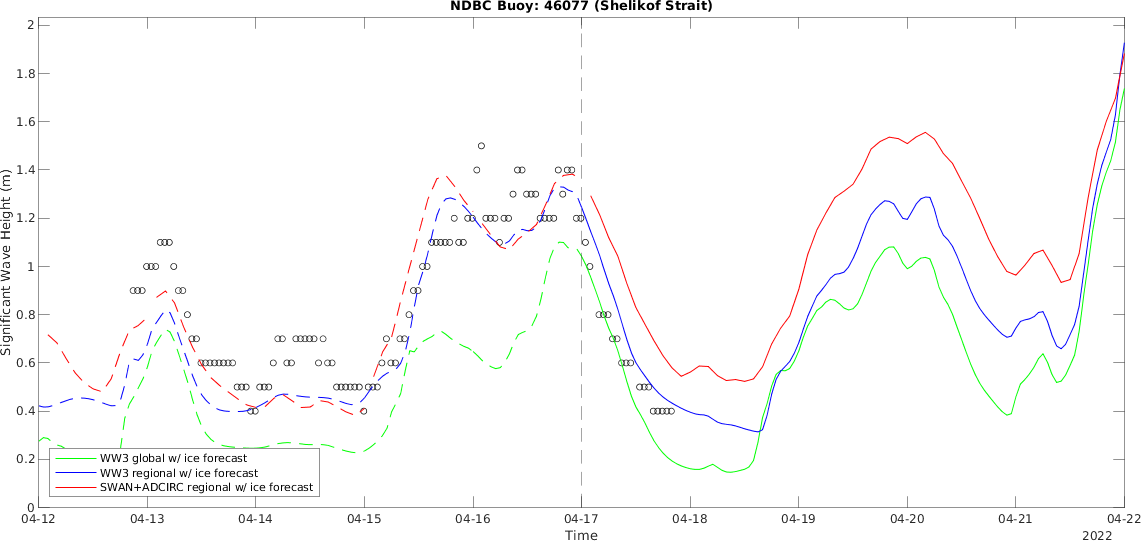 NDBC Buoy: 46077 (Shelikof Strait)
Significant Wave Height (m)
2
1.8
1.6
1.4
1.2
1
0.8
0.6
0.4
0.2
0
WW3 global w/ ice forecast
WW3 regional w/ ice forecast
SWAN+ADCIRC regional w/ ice forecast
04-12 04-13 04-14 04-15 04-16 04-17 04-18 04-19 04-20 04-21 04-22
Time
2022